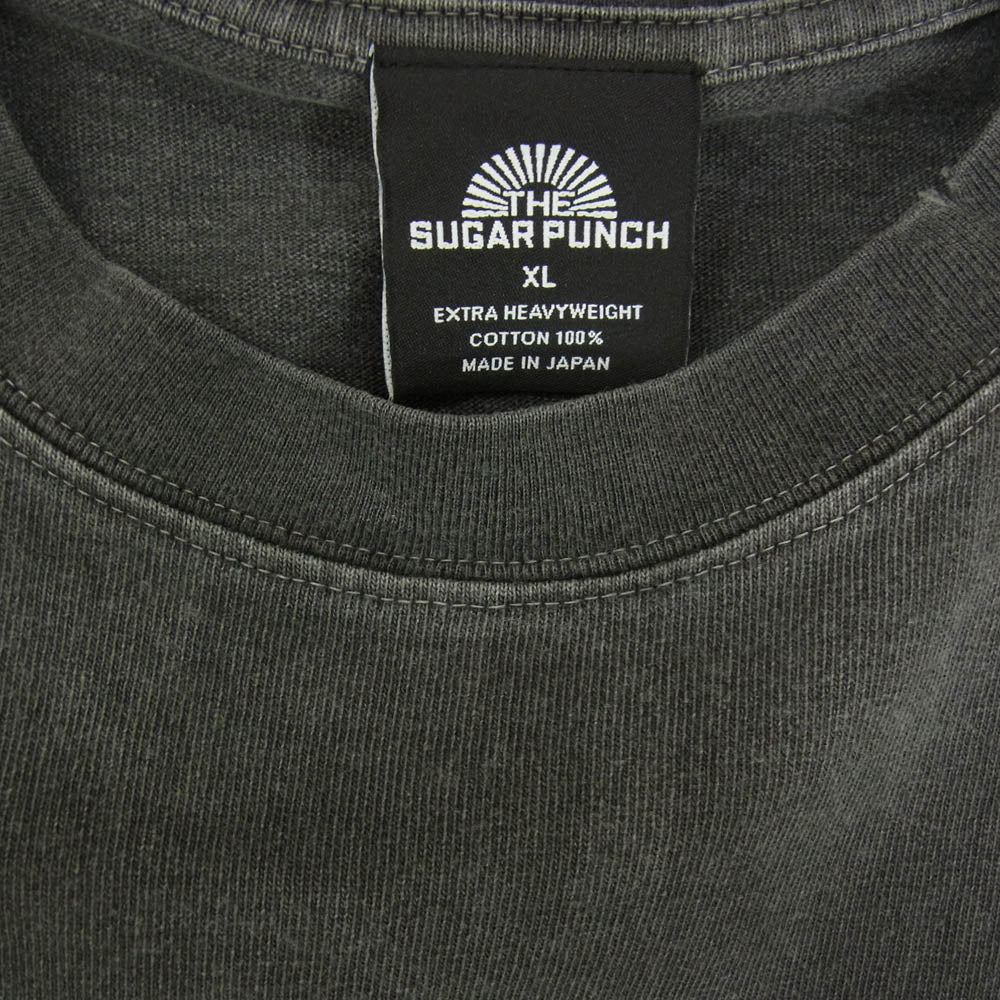 THE
SUGAR PUNCH
XL
EXTRA HEAVYWEIGHT
COTTON 100%
MADE IN JAPAN